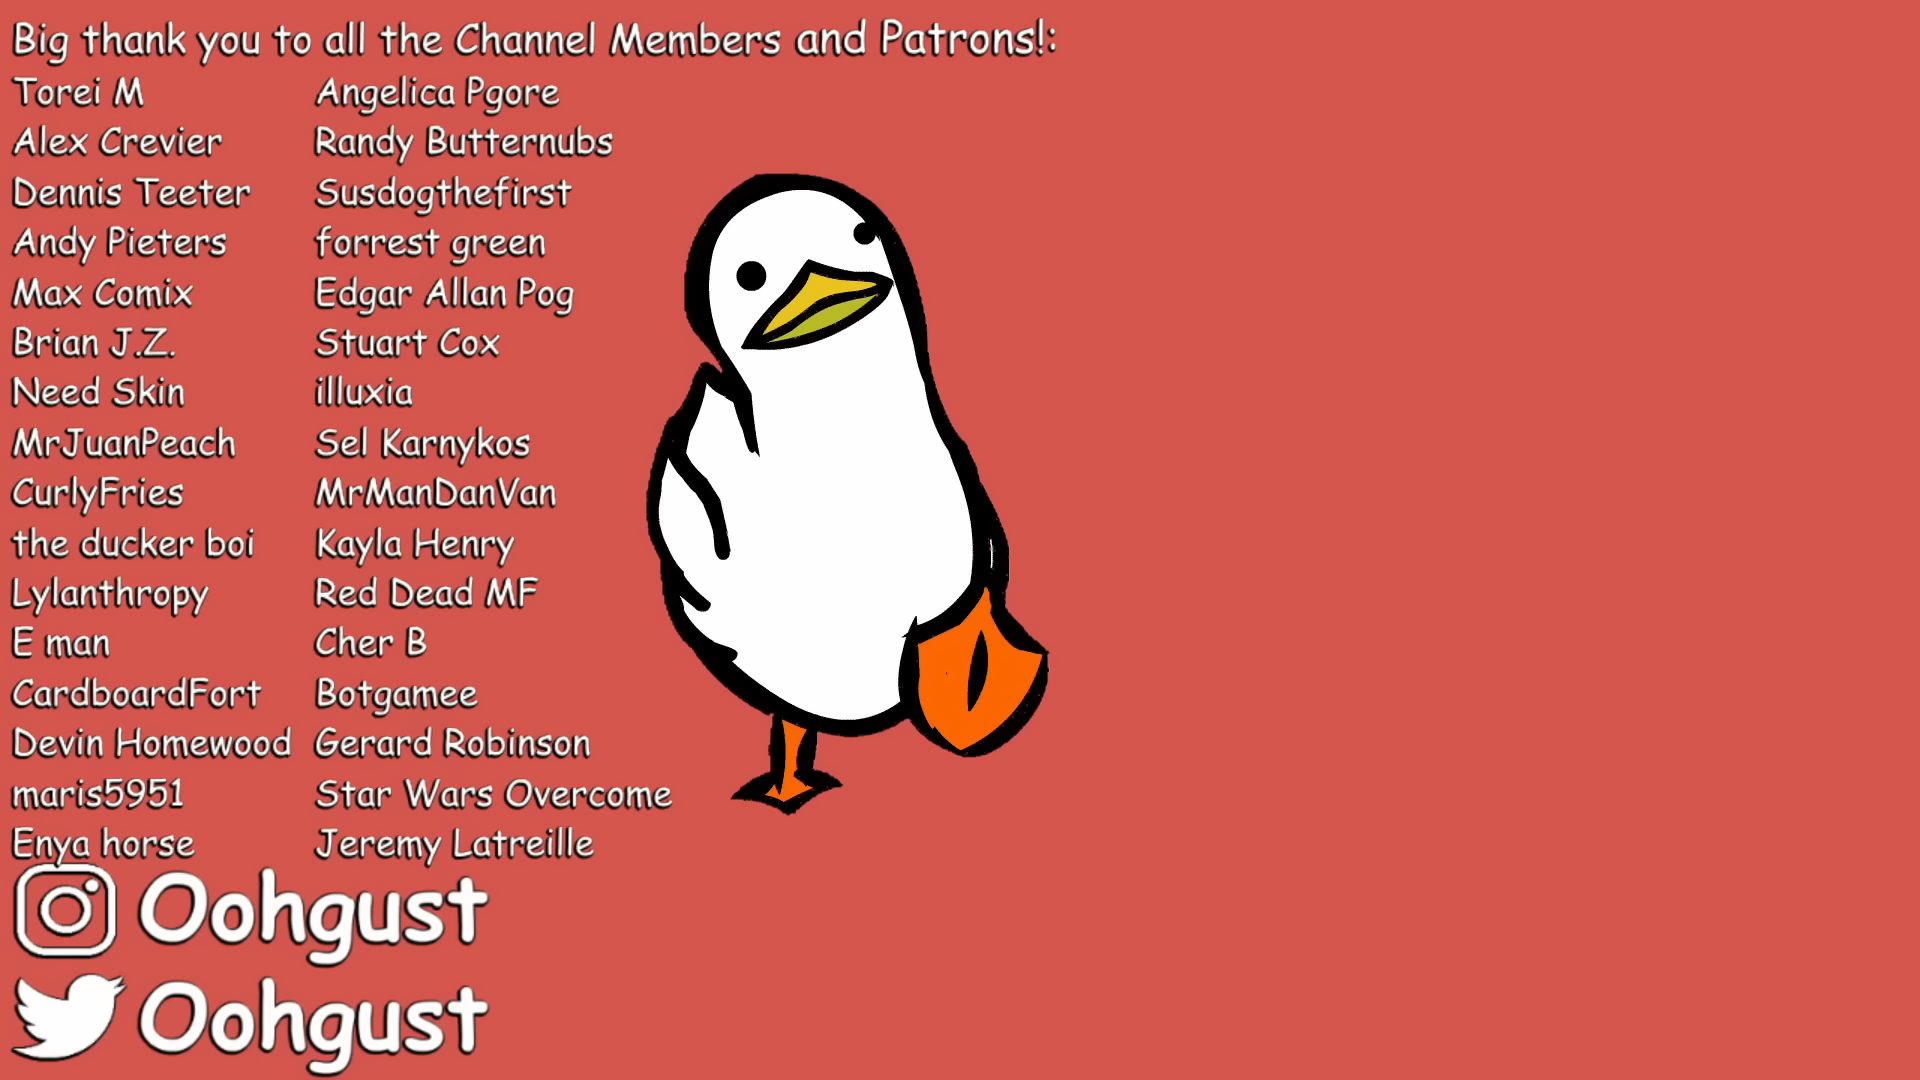 Big thank you to all the Channel Members and Patrons!:
Torei M
Alex Crevier
Dennis Teeter
Andy Pieters
Max Comix
Brian J.Z.
Need Skin
MrJuanPeach
CurlyFries
the ducker boi
Lylanthropy
E man
CardboardFort
Devin Homewood
maris5951
Enya horse
Angelica Pgore
Randy Butternubs
Susdogthefirst
forrest green
Edgar Allan Pog
Stuart Cox
illuxia
Sel Karnykos
MrManDanVan
Kayla Henry
Red Dead MF
Cher B
Botgamee
Gerard Robinson
Star Wars Overcome
Jeremy Latreille
Oohgust
Oohgust